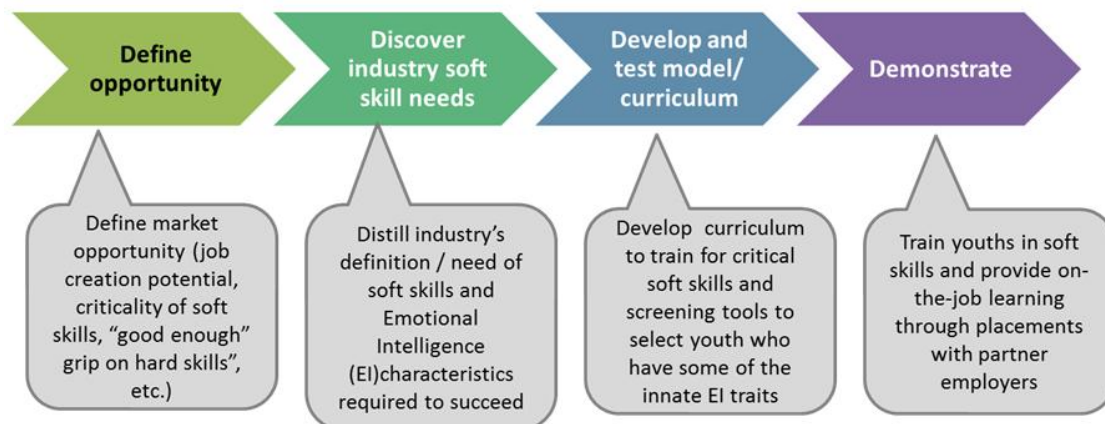 Define
opportunity
Discover
industry soft
skill needs
Develop and
test model/
curriculum
Demonstrate
Define market
opportunity (job
creation potential,
criticality of soft
skills, “good enough”
grip on hard skills”,
etc.)
Distill industry’s
definition / need of
soft skills and
Emotional
Intelligence
(EI)characteristics
required to succeed
Develop curriculum
to train for critical
soft skills and
screening tools to
select youth who
have some of the
innate EI traits
Train youths in soft
skills and provide on-
the-job learning
through placements
with partner
employers